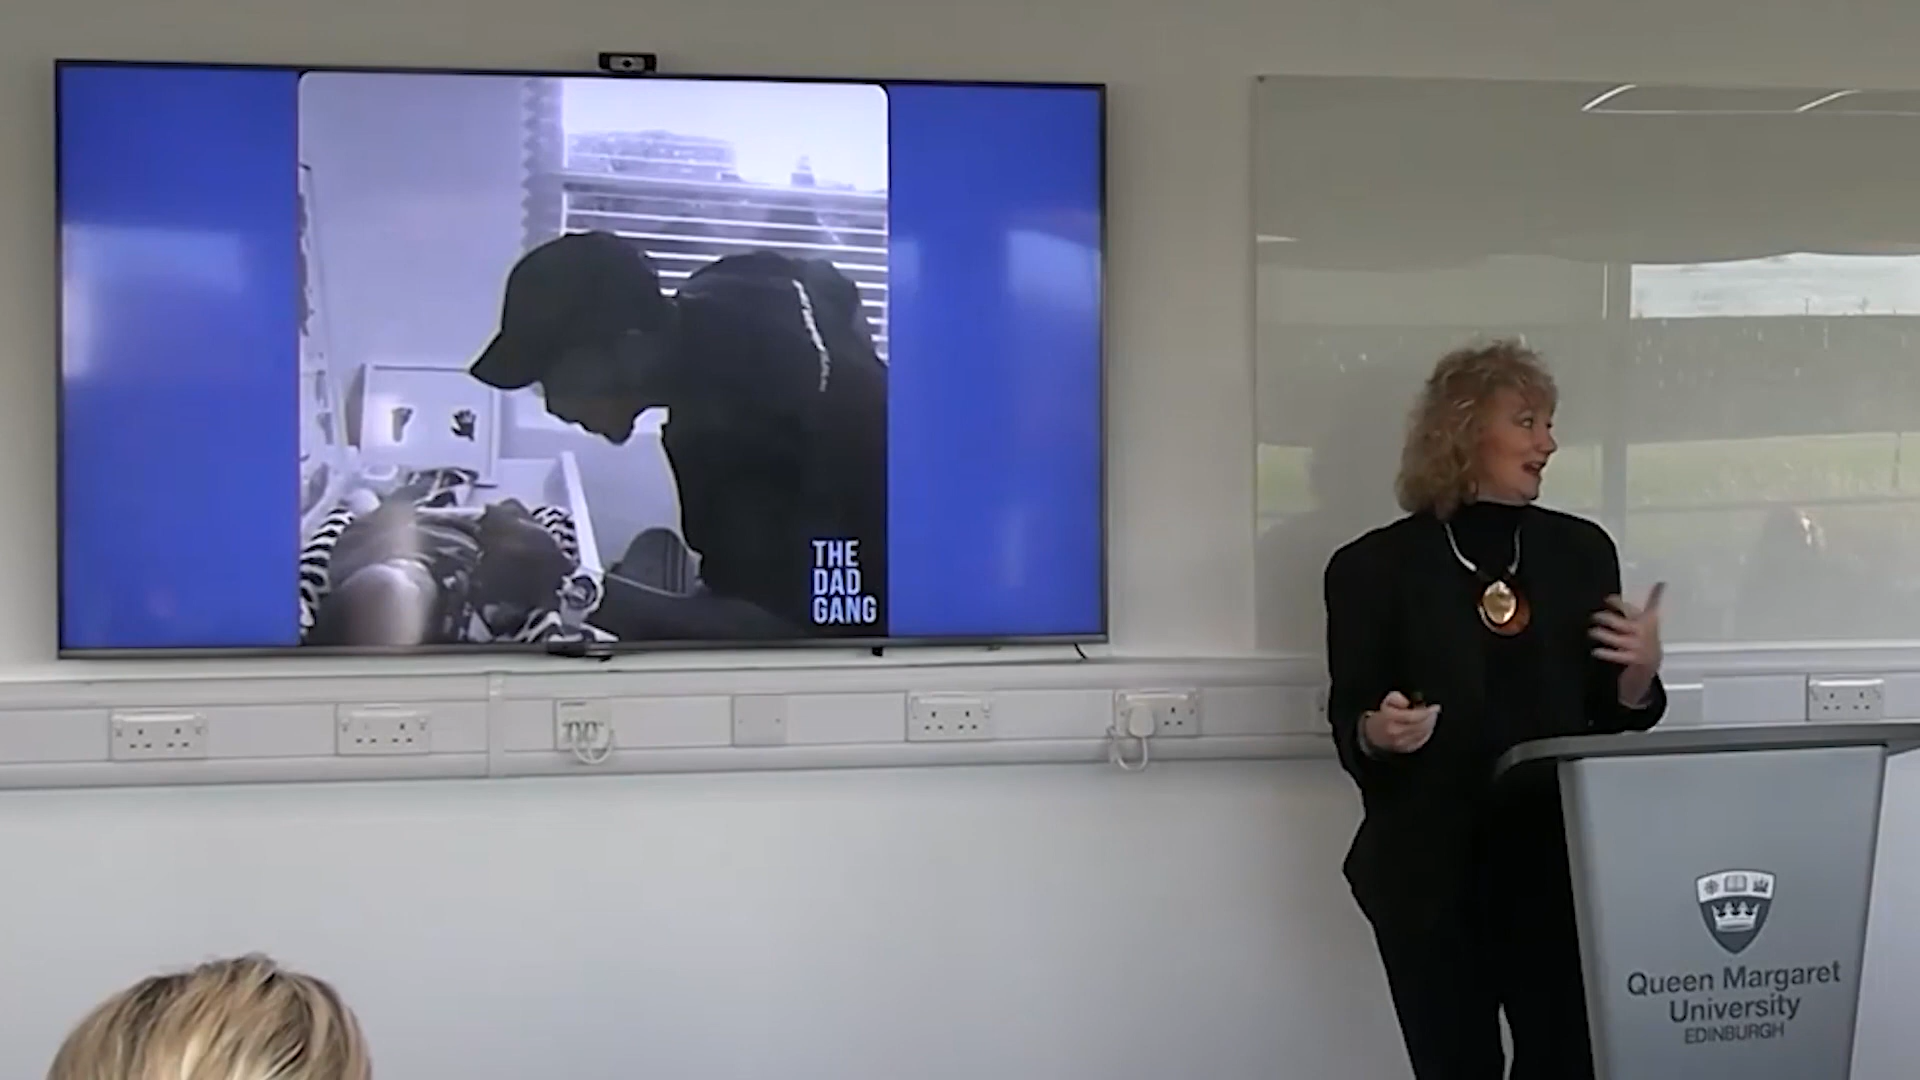 THE
DAD
GANG
Queen Margaret
University
EDINBURGH